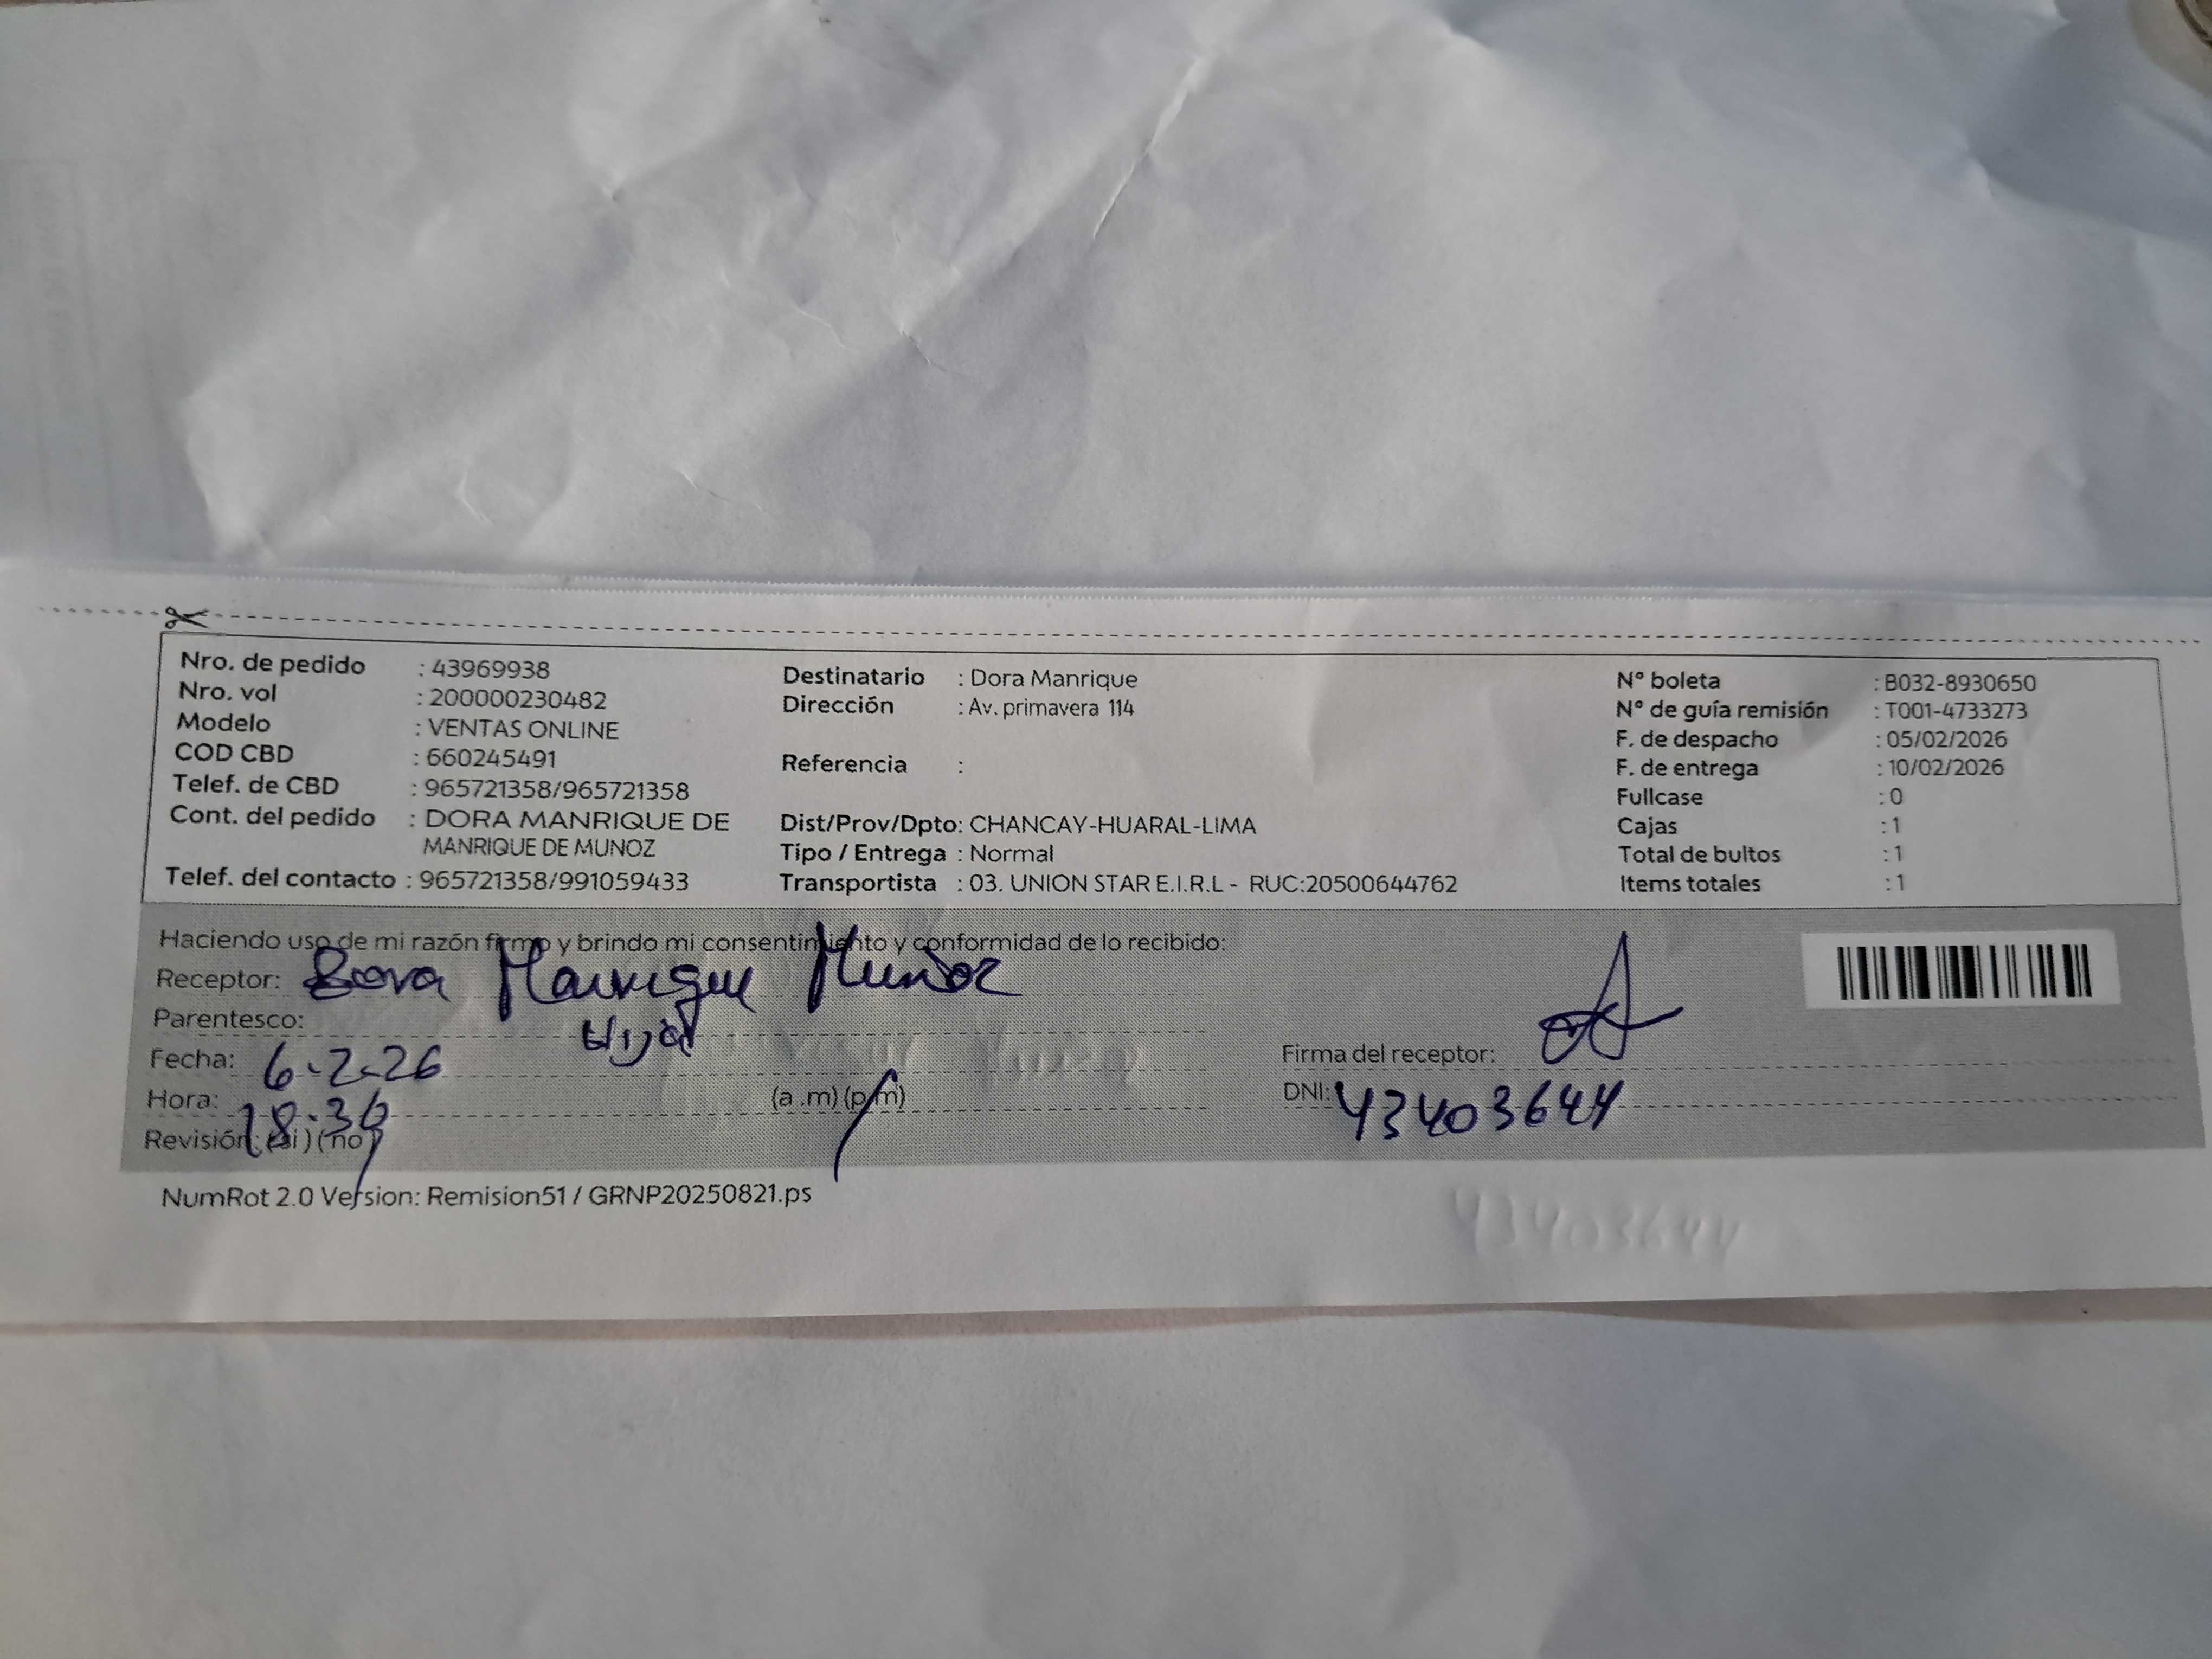 Nro. de pedido : 43969938
Nro. vol : 200000230482
Modelo : VENTAS ONLINE
COD CBD : 660245491
Telef. de CBD : 965721358/965721358
Cont. del pedido : DORA MANRIQUE DE
MANRIQUE DE MUNOZ
Telef. del contacto : 965721358/991059433
Destinatario : Dora Manrique
Dirección : Av. primavera 114
Referencia :
Dist/Prov/Dpto: CHANCAY-HUARAL-LIMA
Tipo / Entrega : Normal
Transportista : 03. UNION STAR E.I.R.L - RUC:20500644762
N° boleta : B032-8930650
N° de guía remisión : T001-4733273
F. de despacho : 05/02/2026
F. de entrega : 10/02/2026
Fullcase : 0
Cajas : 1
Total de bultos : 1
Items totales : 1
Haciendo uso de mi razón firmo y brindo mi consentimiento y conformidad de lo recibido:
Receptor: Dora Manrique Muñoz
Parentesco: Hija
Fecha: 6-2-26
Hora: 18:30 (a .m) (p.m)
Revisión: (si ) ( no )
Firma del receptor:
DNI: 43403644
NumRot 2.0 Version: Remision51 / GRNP20250821.ps
43403644